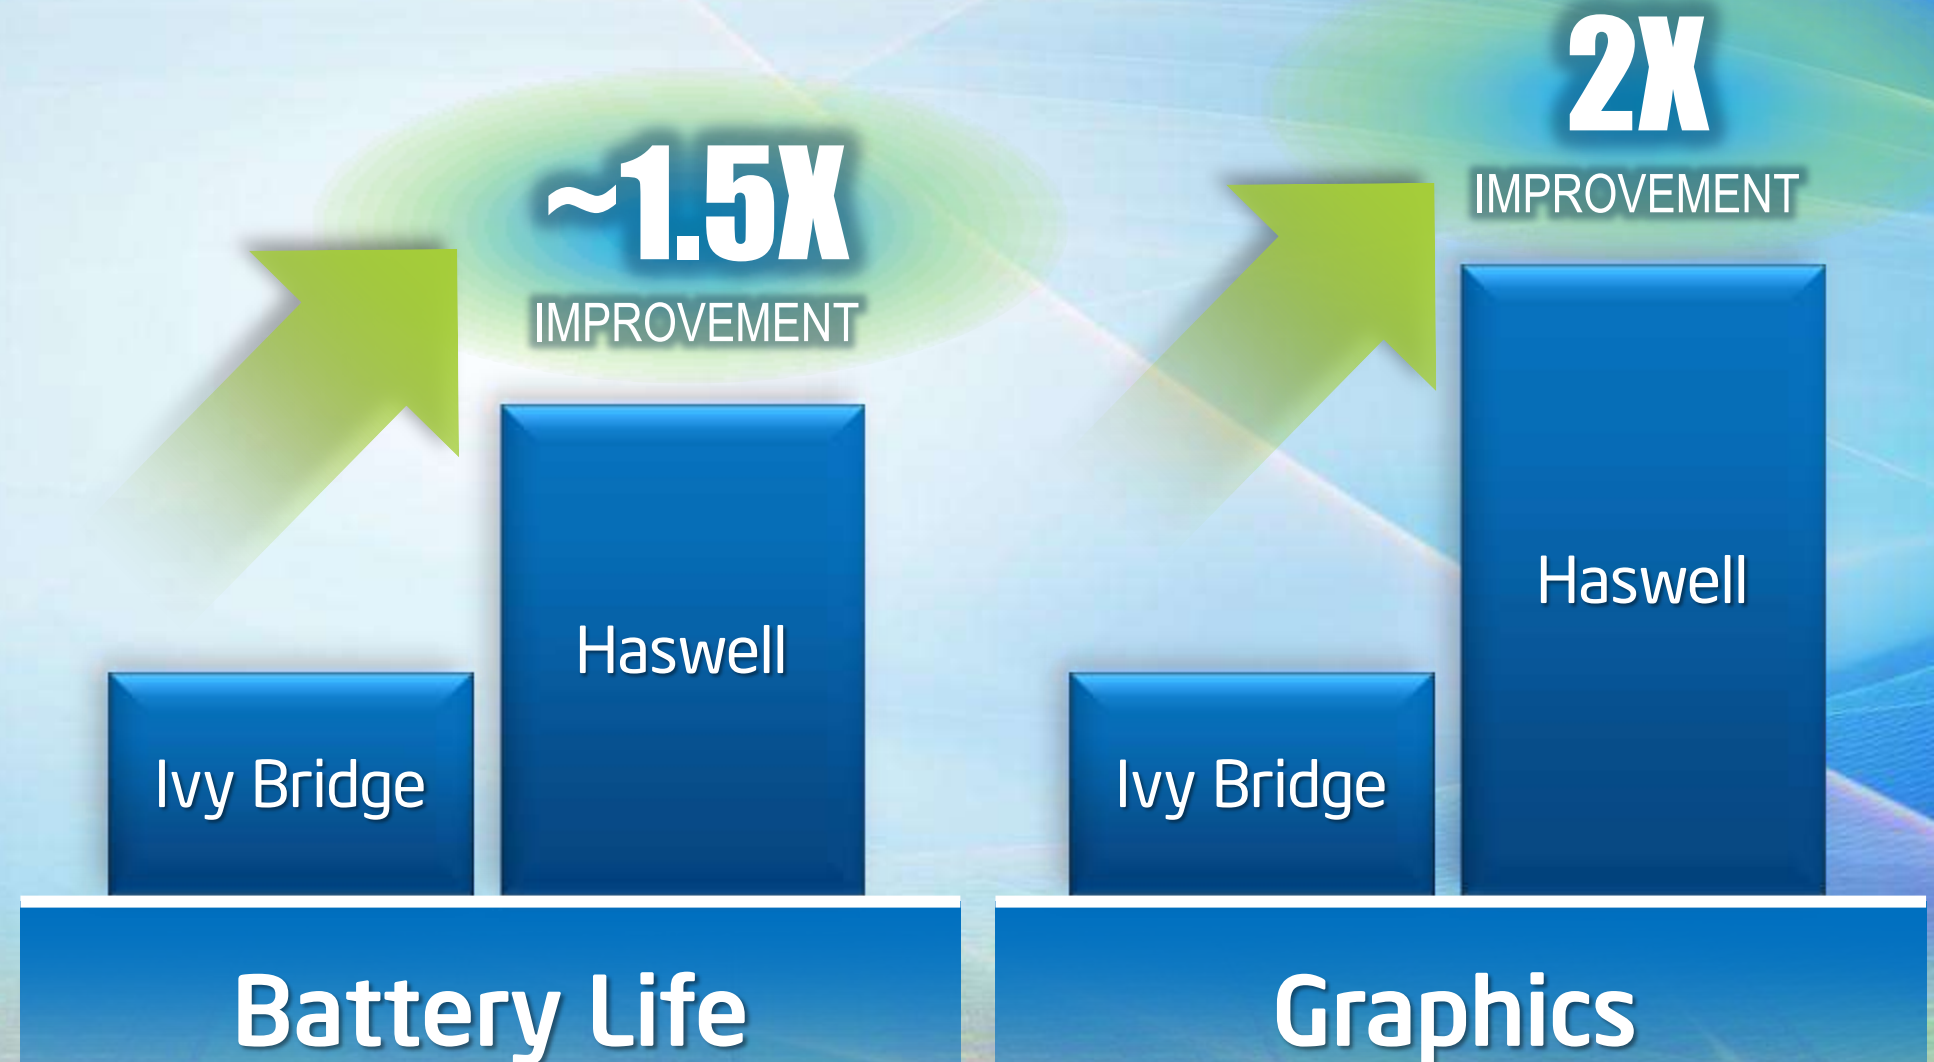 ~1.5X
IMPROVEMENT
Haswell
Ivy Bridge
Battery Life
2X
IMPROVEMENT
Haswell
Ivy Bridge
Graphics